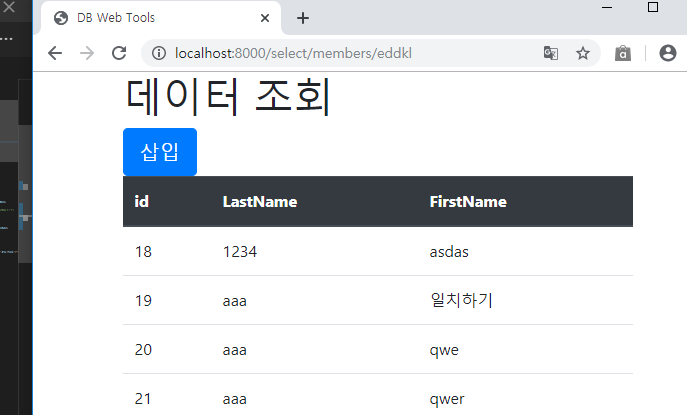 DB Web Tools
localhost:8000/select/members/eddkl
데이터 조회
삽입
id LastName FirstName
18 1234 asdas
19 aaa 일치하기
20 aaa qwe
21 aaa qwer